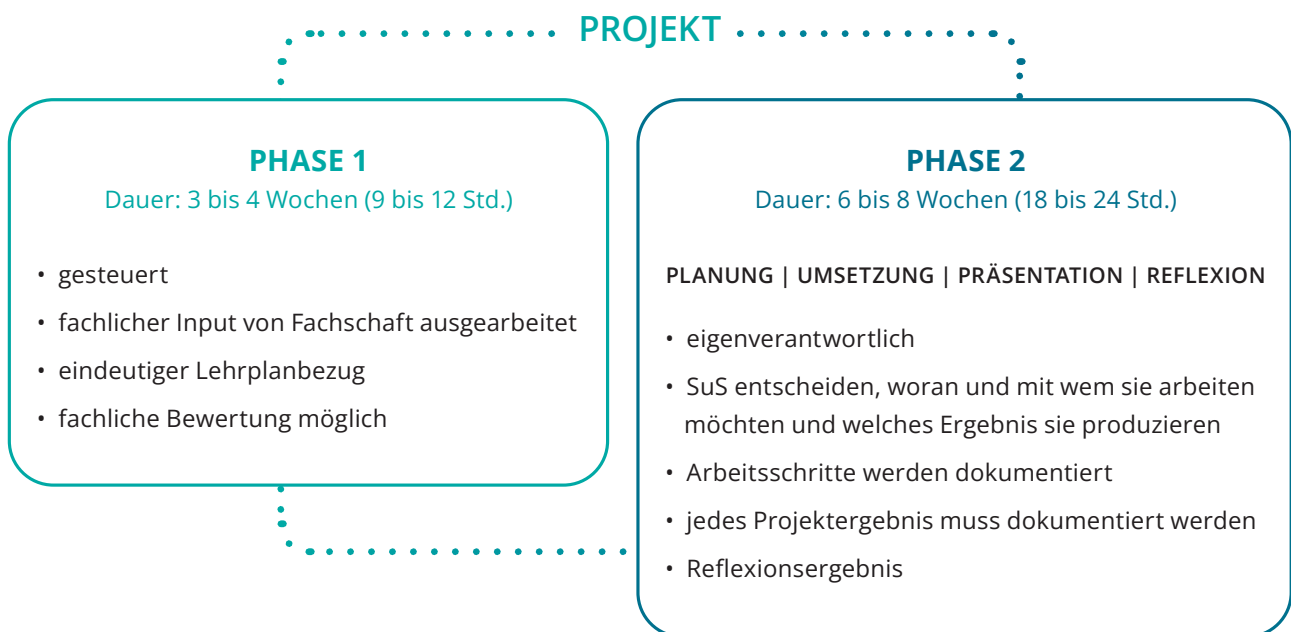 PROJEKT
PHASE 1
Dauer: 3 bis 4 Wochen (9 bis 12 Std.)
• gesteuert
• fachlicher Input von Fachschaft ausgearbeitet
• eindeutiger Lehrplanbezug
• fachliche Bewertung möglich
PHASE 2
Dauer: 6 bis 8 Wochen (18 bis 24 Std.)
PLANUNG | UMSETZUNG | PRÄSENTATION | REFLEXION
• eigenverantwortlich
• SuS entscheiden, woran und mit wem sie arbeiten
möchten und welches Ergebnis sie produzieren
• Arbeitsschritte werden dokumentiert
• jedes Projektergebnis muss dokumentiert werden
• Reflexionsergebnis